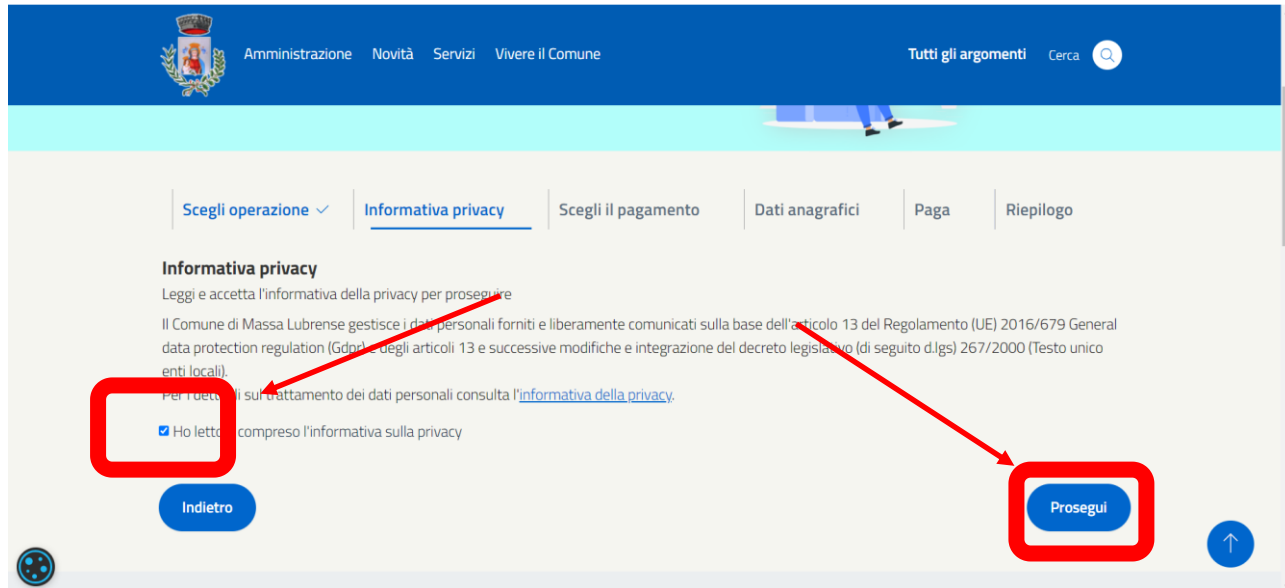 Amministrazione Novità Servizi Vivere il Comune Tutti gli argomenti Cerca
Scegli operazione Informativa privacy Scegli il pagamento Dati anagrafici Paga Riepilogo
Informativa privacy
Leggi e accetta l'informativa della privacy per proseguire
Il Comune di Massa Lubrense gestisce i dati personali forniti e liberamente comunicati sulla base dell'articolo 13 del Regolamento (UE) 2016/679 General
data protection regulation (Gdpr) e degli articoli 13 e successive modifiche e integrazione del decreto legislativo (di seguito d.lgs) 267/2000 (Testo unico
enti locali).
Per i dettagli sul trattamento dei dati personali consulta l'informativa della privacy.
Ho letto e compreso l'informativa sulla privacy
Indietro Prosegui